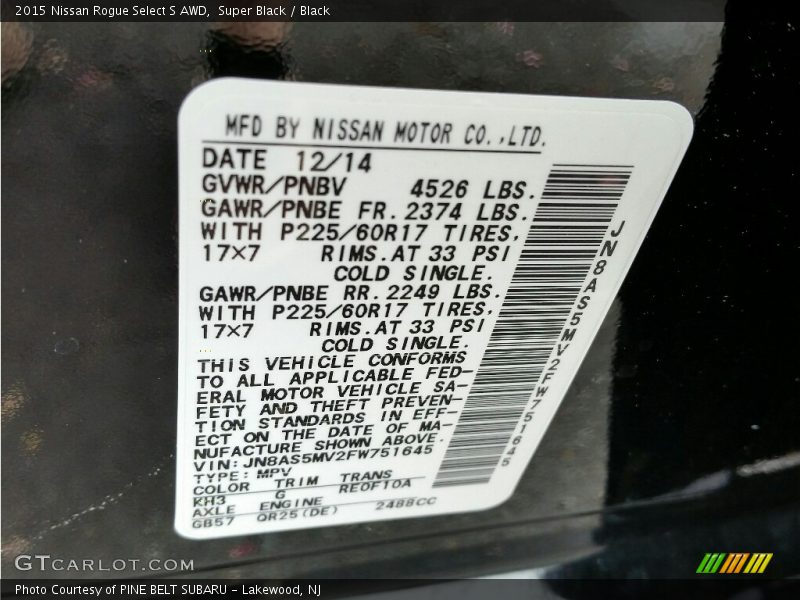 2015 Nissan Rogue Select S AWD,  Super Black / Black
MFD BY NISSAN MOTOR CO.,LTD.
DATE 12/14
GVWR/PNBV 4526 LBS.
GAWR/PNBE FR. 2374 LBS.
WITH P225/60R17 TIRES,
17×7 RIMS. AT 33 PSI
COLD SINGLE.
GAWR/PNBE RR. 2249 LBS.
WITH P225/60R17 TIRES,
17×7 RIMS. AT 33 PSI
COLD SINGLE.
THIS VEHICLE CONFORMS
TO ALL APPLICABLE FED-
ERAL MOTOR VEHICLE SA-
FETY AND THEFT PREVEN-
TION STANDARDS IN EFF-
ECT ON THE DATE OF MA-
NUFACTURE SHOWN ABOVE.
VIN: JN8AS5MV2FW751645
TYPE: MPV
COLOR TRIM TRANS
KH3 G RE0F10A
AXLE ENGINE
GB57 QR25(DE) 2488CC
JN8AS5MV2FW751645
GTCARLOT.COM
Photo Courtesy of PINE BELT SUBARU – Lakewood, NJ